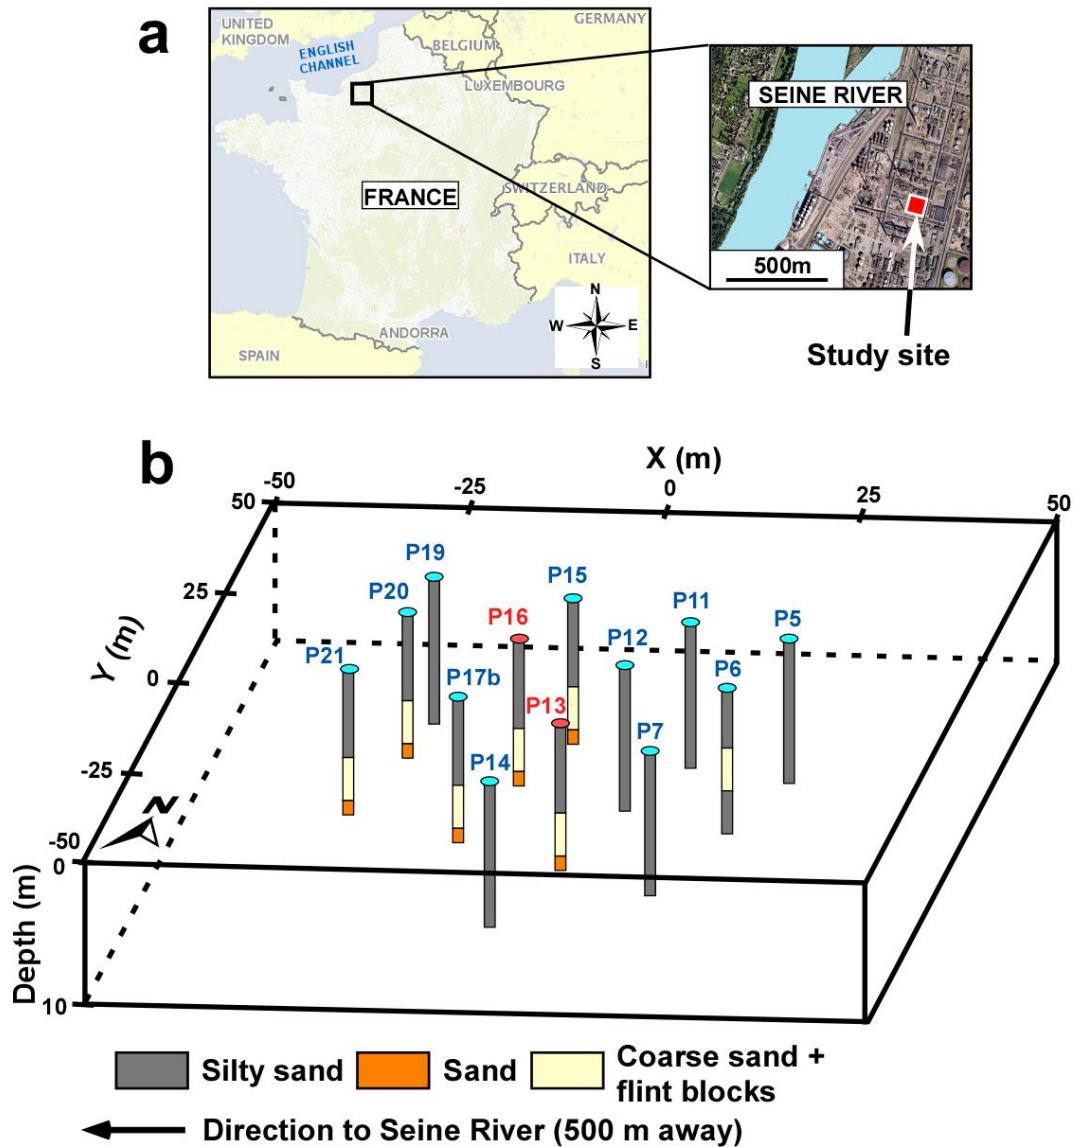 a
UNITED
KINGDOM
ENGLISH
CHANNEL
BELGIUM
GERMANY
LUXEMBOURG
FRANCE
SWITZERLAND
ITALY
ANDORRA
SPAIN
N
W E
S
SEINE RIVER
500m
Study site
b
X (m)
-50 -25 0 25 50
50
25
0
-25
-50
Y (m)
P19
P20
P15
P16
P11
P5
P12
P21
P17b
P6
P13
P7
P14
N
0
10
Depth (m)
Silty sand
Sand
Coarse sand +
flint blocks
Direction to Seine River (500 m away)